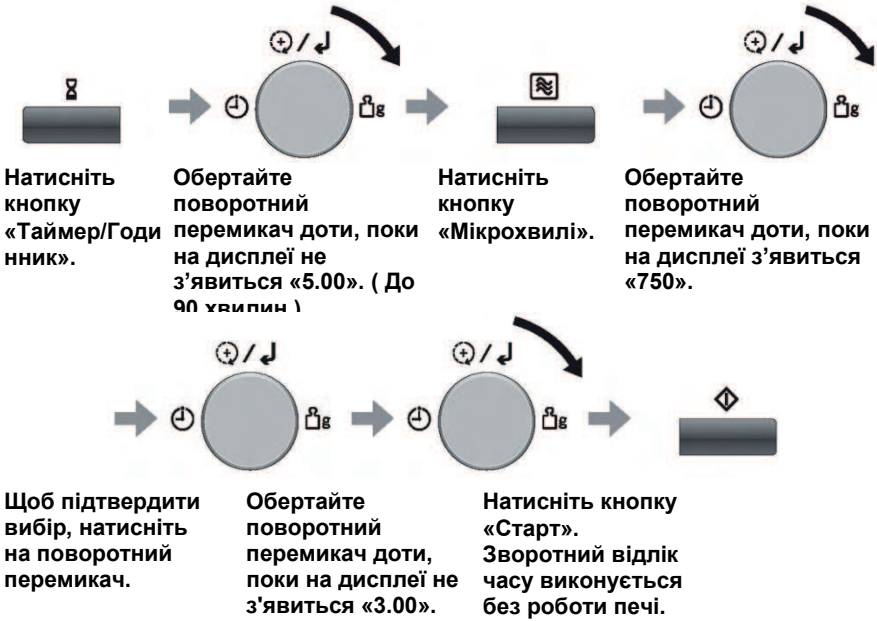 Натисніть
кнопку
«Таймер/Годи
нник».
Обертайте
поворотний
перемикач доти, поки
на дисплеї не
з’явиться «5.00». ( До
90 хвилин )
Натисніть
кнопку
«Мікрохвилі».
Обертайте
поворотний
перемикач доти, поки
на дисплеї з’явиться
«750».
Щоб підтвердити
вибір, натисніть
на поворотний
перемикач.
Обертайте
поворотний
перемикач доти,
поки на дисплеї не
з'явиться «3.00».
Натисніть кнопку
«Старт».
Зворотний відлік
часу виконується
без роботи печі.